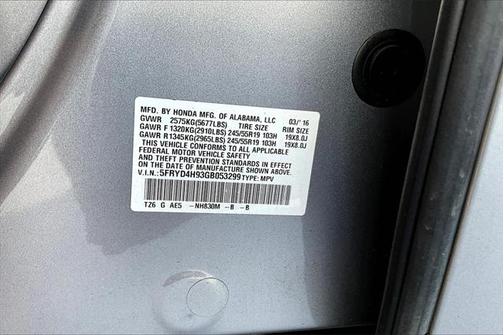 MFD. BY HONDA MFG. OF ALABAMA, LLC 03/'16
GVWR 2575KG(5677LBS) TIRE SIZE RIM SIZE
GAWR F 1320KG(2910LBS) 245/55R19 103H 19X8.0J
GAWR R 1345KG(2965LBS) 245/55R19 103H 19X8.0J
THIS VEHICLE CONFORMS TO ALL APPLICABLE
FEDERAL MOTOR VEHICLE SAFETY
AND THEFT PREVENTION STANDARDS IN EFFECT ON
THE DATE OF MANUFACTURE SHOWN ABOVE.
V.I.N.: 5FRYD4H93GB053299 TYPE: MPV
TZ6 G AE5 -NH830M -B -B